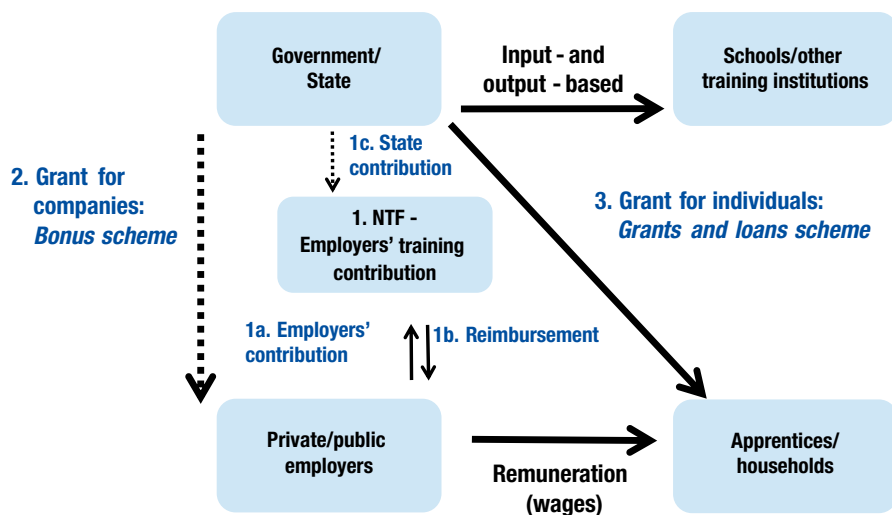 Government/
State
Input - and
output - based
Schools/other
training institutions
1c. State
contribution
2. Grant for
companies:
Bonus scheme
1. NTF -
Employers' training
contribution
3. Grant for individuals:
Grants and loans scheme
1a. Employers'
contribution
1b. Reimbursement
Private/public
employers
Remuneration
(wages)
Apprentices/
households